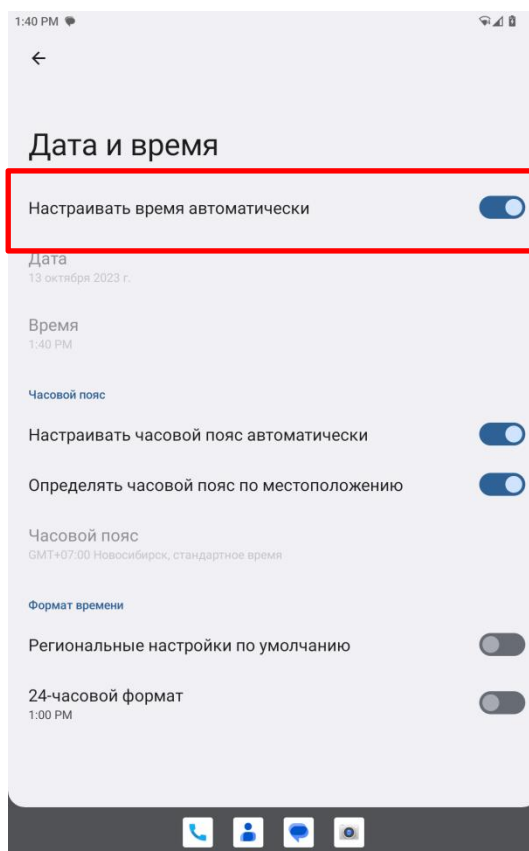 1:40 PM
Дата и время
Настраивать время автоматически
Дата
13 октября 2023 г.
Время
1:40 PM
Часовой пояс
Настраивать часовой пояс автоматически
Определять часовой пояс по местоположению
Часовой пояс
GMT+07:00 Новосибирск, стандартное время
Формат времени
Региональные настройки по умолчанию
24-часовой формат
1:00 PM